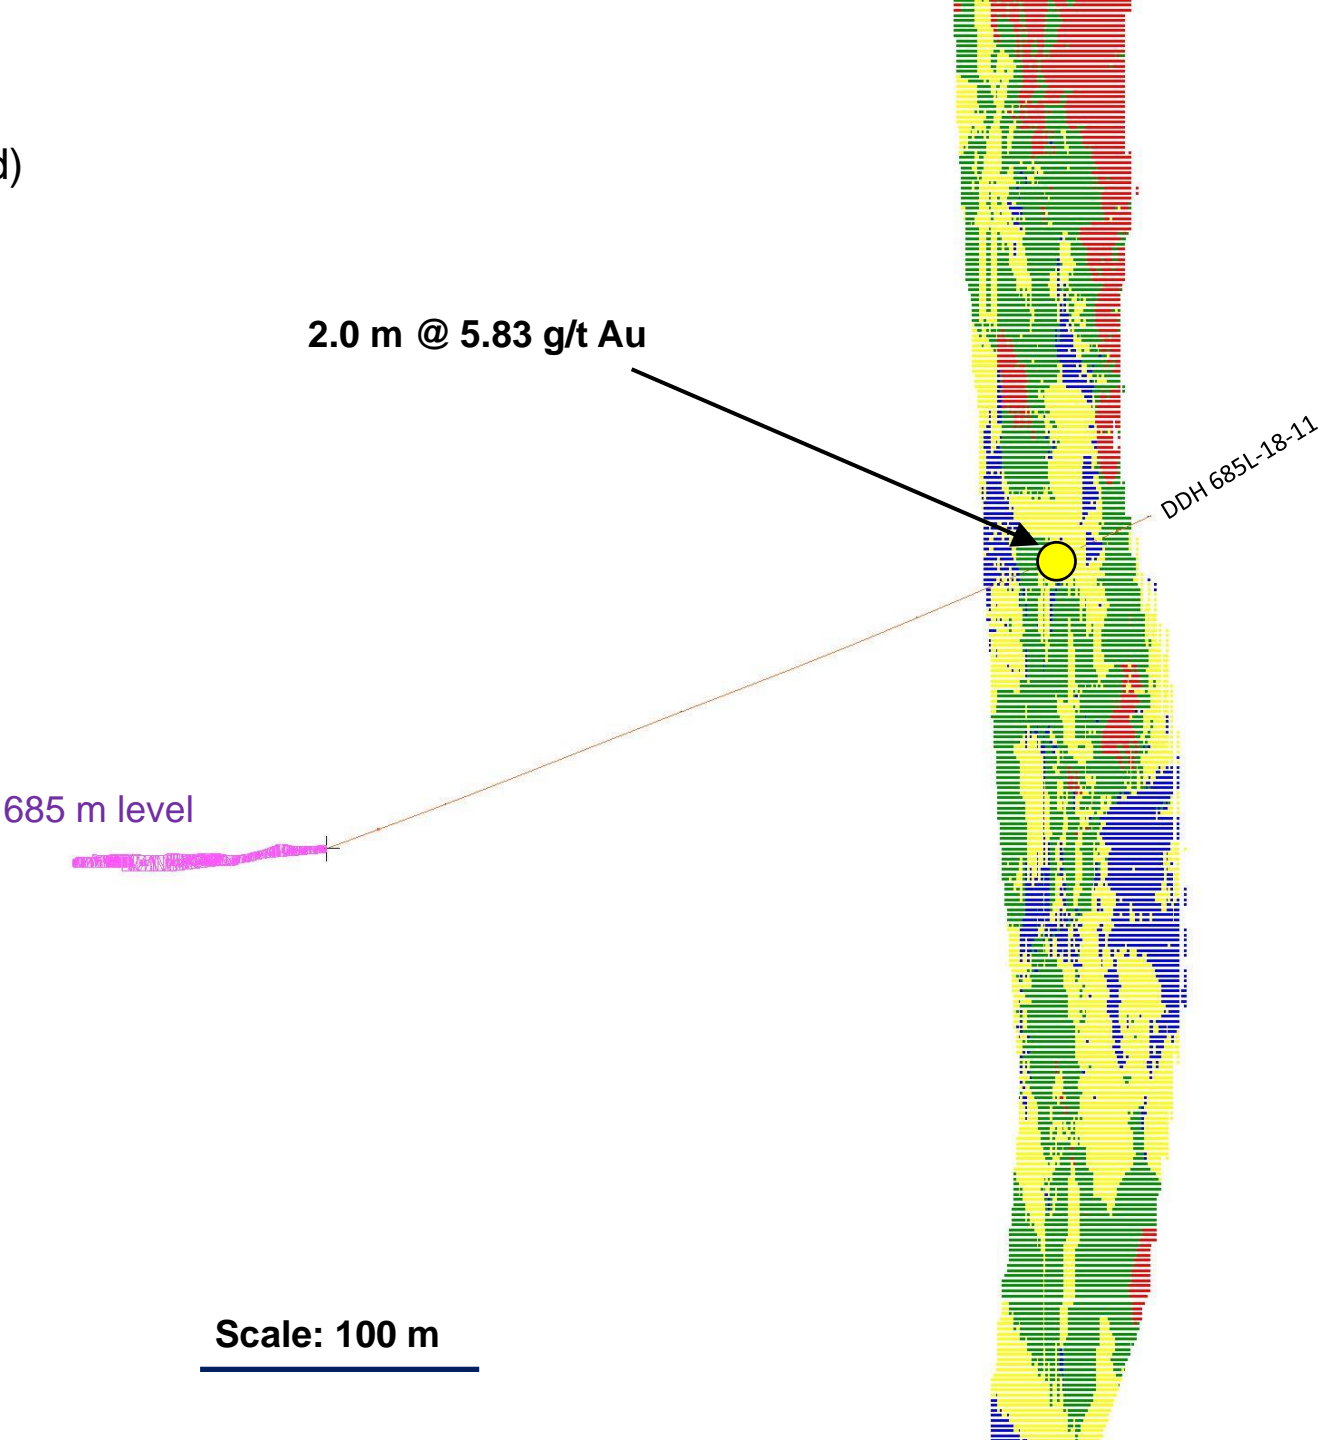 d)
2.0 m @ 5.83 g/t Au
DDH 685L-18-11
685 m level
Scale: 100 m